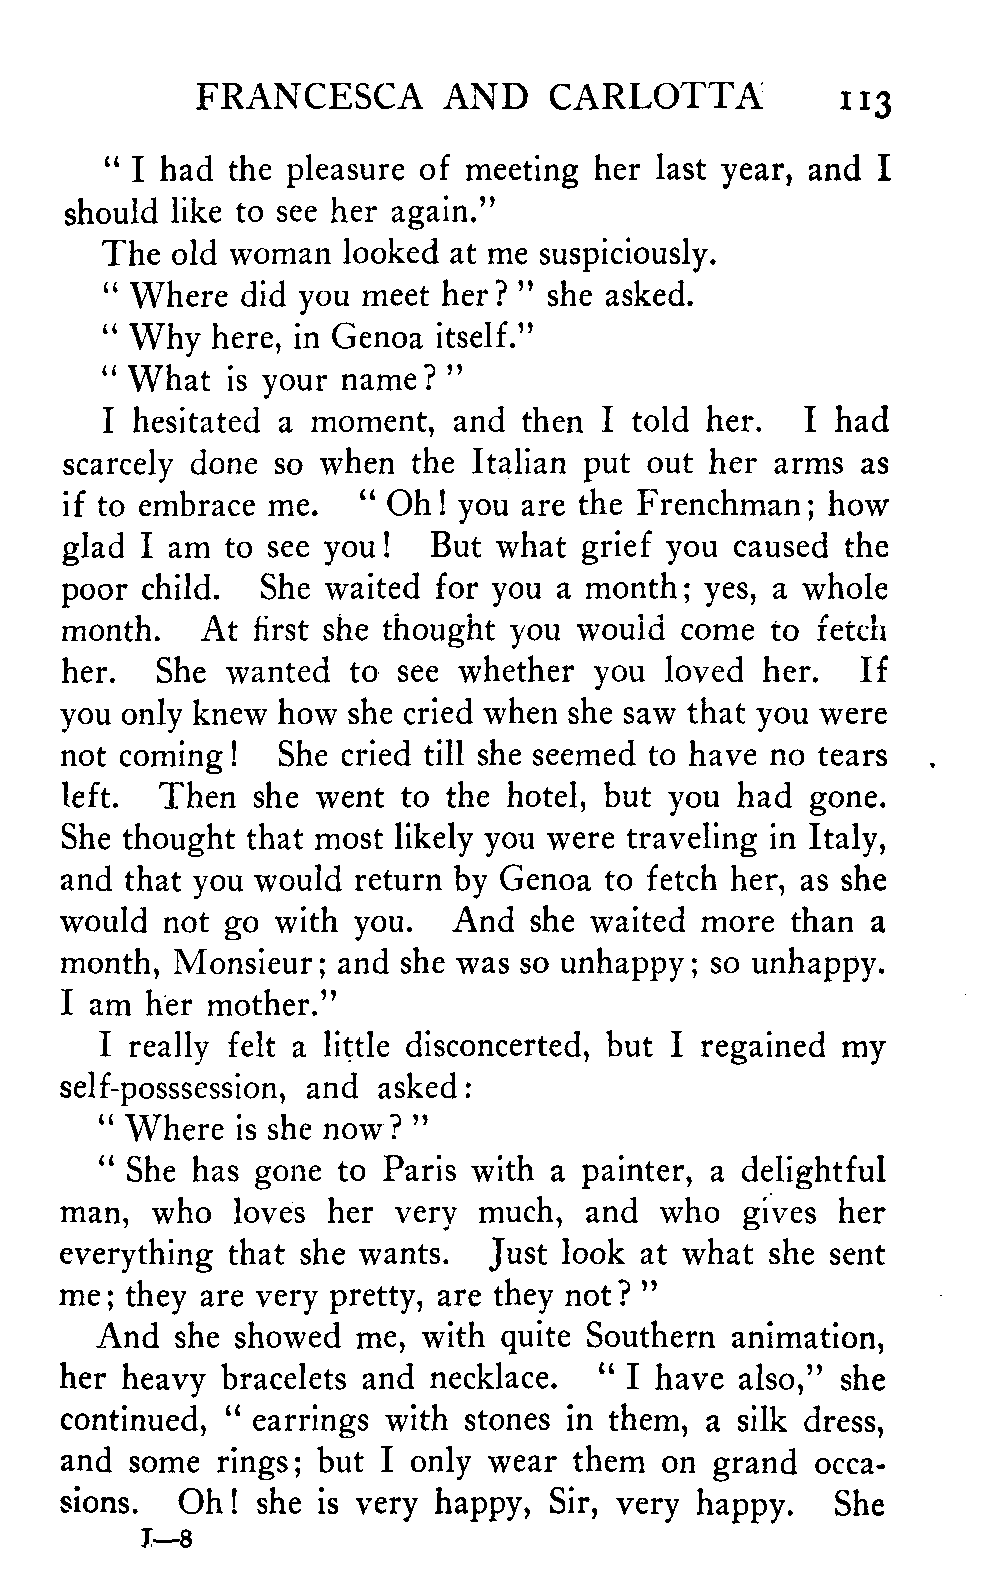 FRANCESCA AND CARLOTTA 113
" I had the pleasure of meeting her last year, and I
should like to see her again."
The old woman looked at me suspiciously.
" Where did you meet her? " she asked.
" Why here, in Genoa itself."
" What is your name? "
I hesitated a moment, and then I told her. I had
scarcely done so when the Italian put out her arms as
if to embrace me. " Oh! you are the Frenchman; how
glad I am to see you! But what grief you caused the
poor child. She waited for you a month; yes, a whole
month. At first she thought you would come to fetch
her. She wanted to see whether you loved her. If
you only knew how she cried when she saw that you were
not coming! She cried till she seemed to have no tears
left. Then she went to the hotel, but you had gone.
She thought that most likely you were traveling in Italy,
and that you would return by Genoa to fetch her, as she
would not go with you. And she waited more than a
month, Monsieur; and she was so unhappy; so unhappy.
I am her mother."
I really felt a little disconcerted, but I regained my
self-posssession, and asked:
" Where is she now? "
" She has gone to Paris with a painter, a delightful
man, who loves her very much, and who gives her
everything that she wants. Just look at what she sent
me; they are very pretty, are they not? "
And she showed me, with quite Southern animation,
her heavy bracelets and necklace. " I have also," she
continued, " earrings with stones in them, a silk dress,
and some rings; but I only wear them on grand occa-
sions. Oh! she is very happy, Sir, very happy. She
I—8